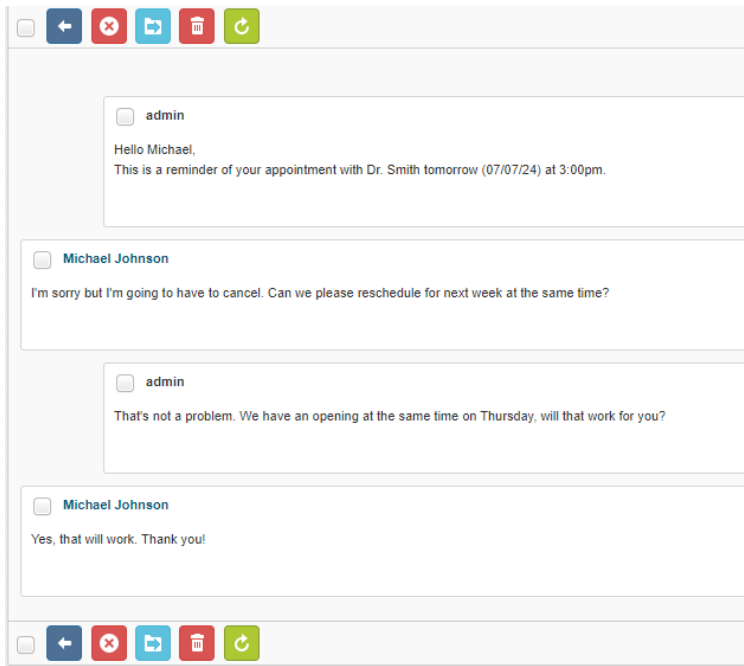 admin
Hello Michael,
This is a reminder of your appointment with Dr. Smith tomorrow (07/07/24) at 3:00pm.
Michael Johnson
I'm sorry but I'm going to have to cancel. Can we please reschedule for next week at the same time?
admin
That's not a problem. We have an opening at the same time on Thursday, will that work for you?
Michael Johnson
Yes, that will work. Thank you!